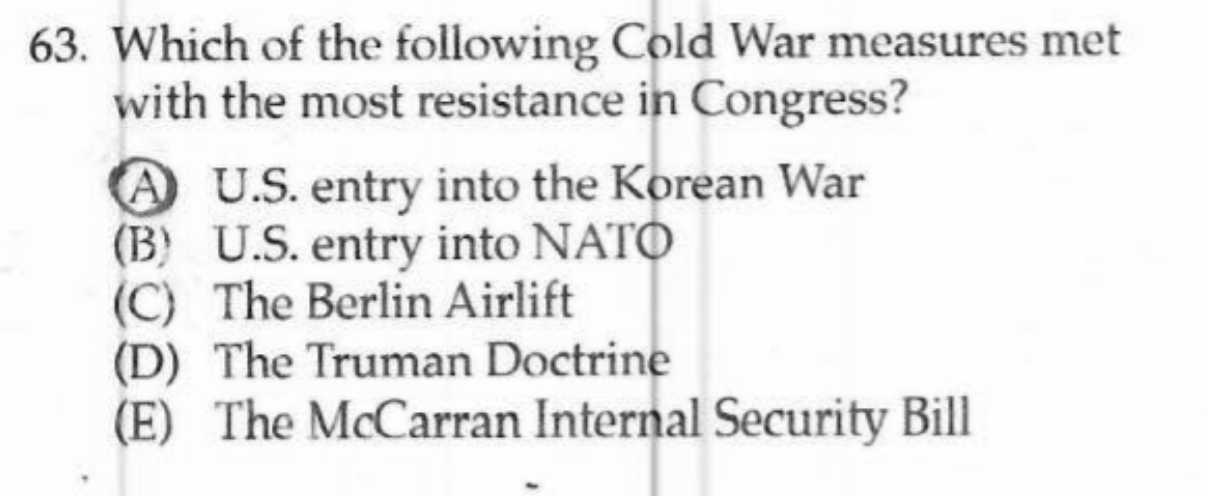 63. Which of the following Cold War measures met
with the most resistance in Congress?
(A) U.S. entry into the Korean War
(B) U.S. entry into NATO
(C) The Berlin Airlift
(D) The Truman Doctrine
(E) The McCarran Internal Security Bill